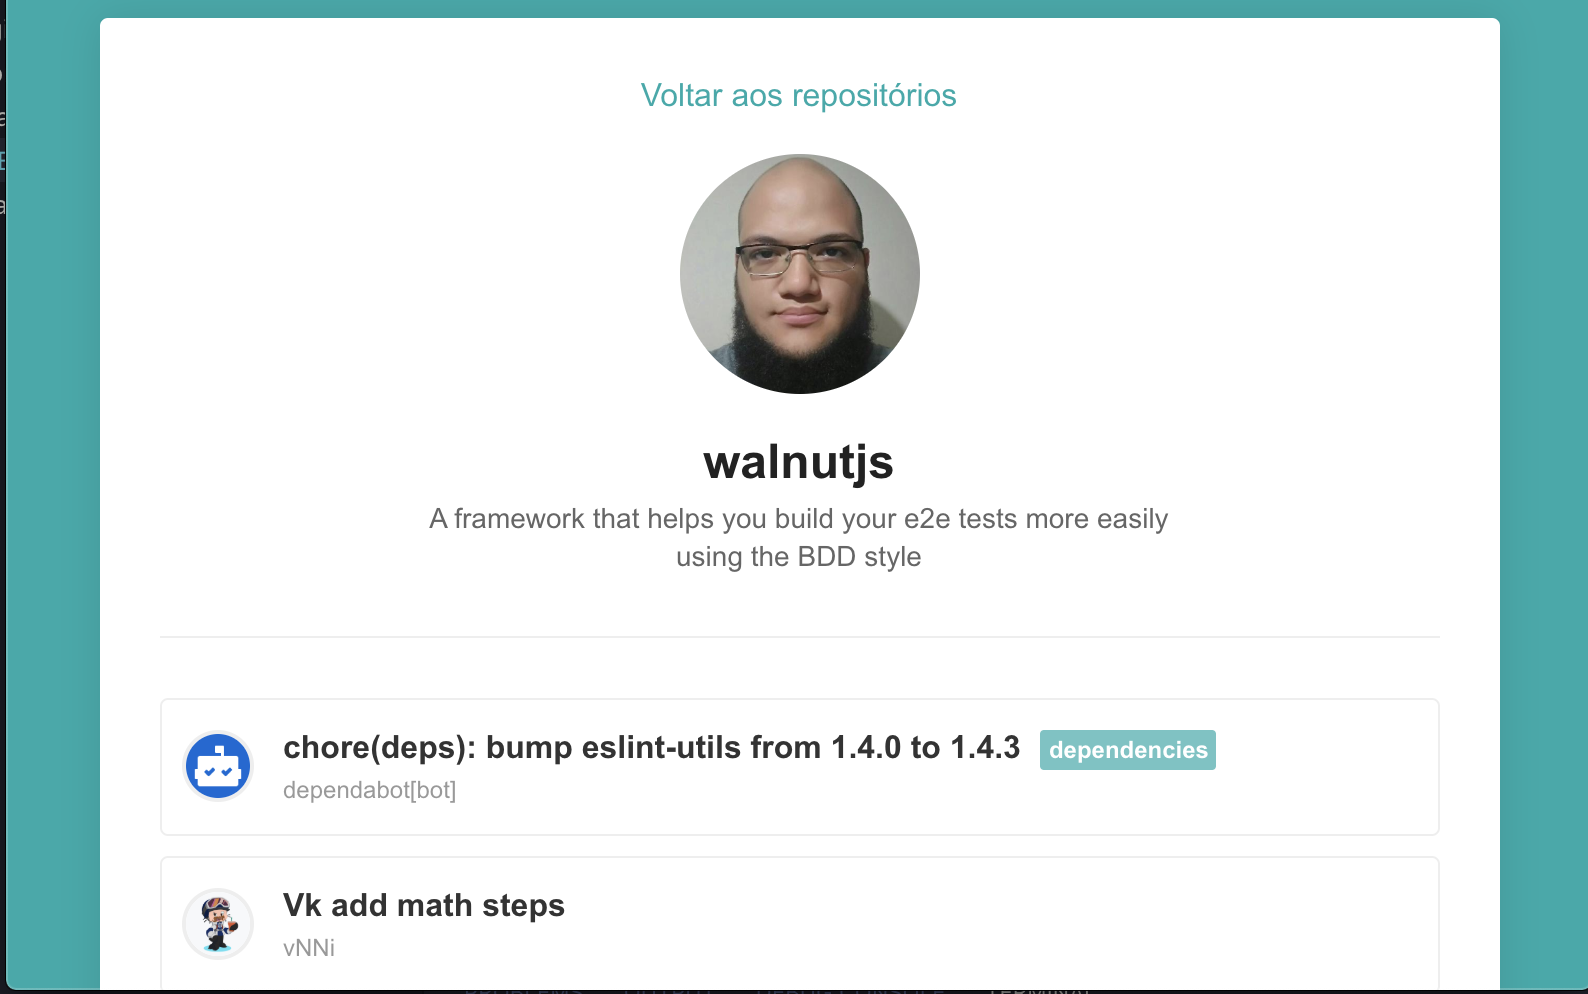 Voltar aos repositórios
walnutjs
A framework that helps you build your e2e tests more easily
using the BDD style
chore(deps): bump eslint-utils from 1.4.0 to 1.4.3 dependencies
dependabot[bot]
Vk add math steps
vNNi